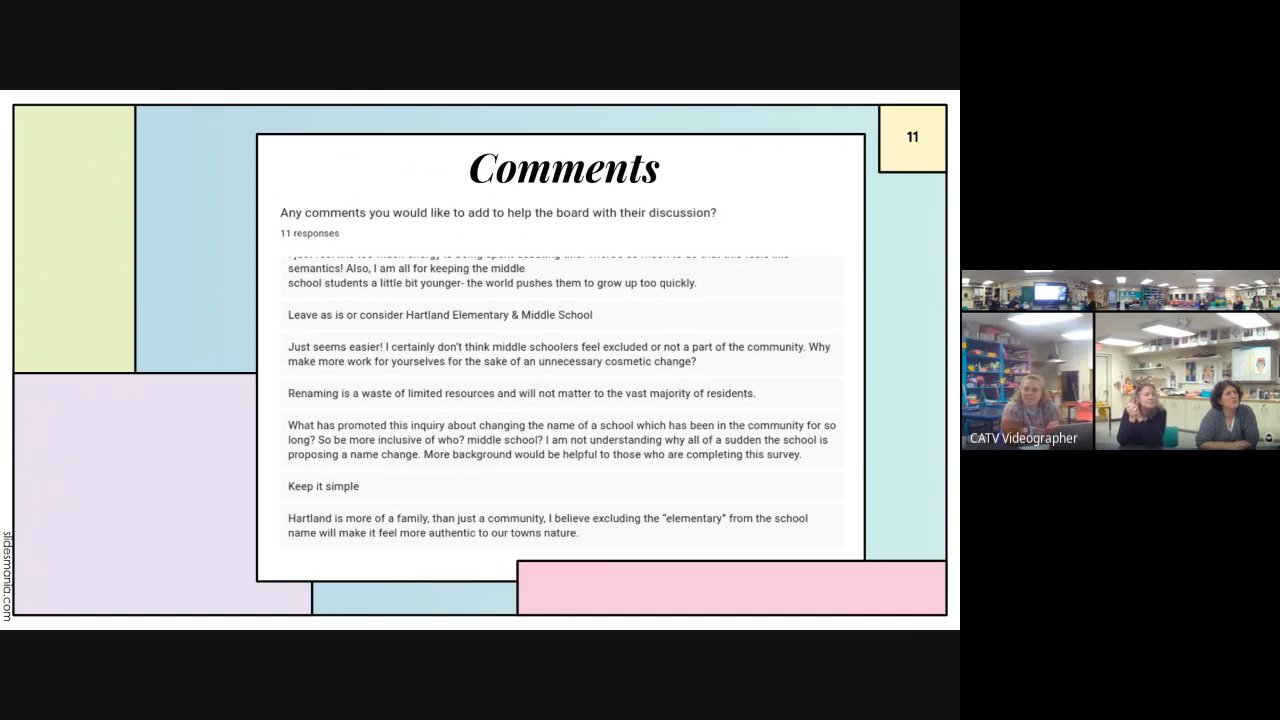 11
Comments
Any comments you would like to add to help the board with their discussion?
11 responses
semantics! Also, I am all for keeping the middle
school students a little bit younger- the world pushes them to grow up too quickly.
Leave as is or consider Hartland Elementary & Middle School
Just seems easier! I certainly don't think middle schoolers feel excluded or not a part of the community. Why
make more work for yourselves for the sake of an unnecessary cosmetic change?
Renaming is a waste of limited resources and will not matter to the vast majority of residents.
What has promoted this inquiry about changing the name of a school which has been in the community for so
long? So be more inclusive of who? middle school? I am not understanding why all of a sudden the school is
proposing a name change. More background would be helpful to those who are completing this survey.
Keep it simple
Hartland is more of a family, than just a community, I believe excluding the “elementary” from the school
name will make it feel more authentic to our towns nature.
slidesmania.com
CATV Videographer